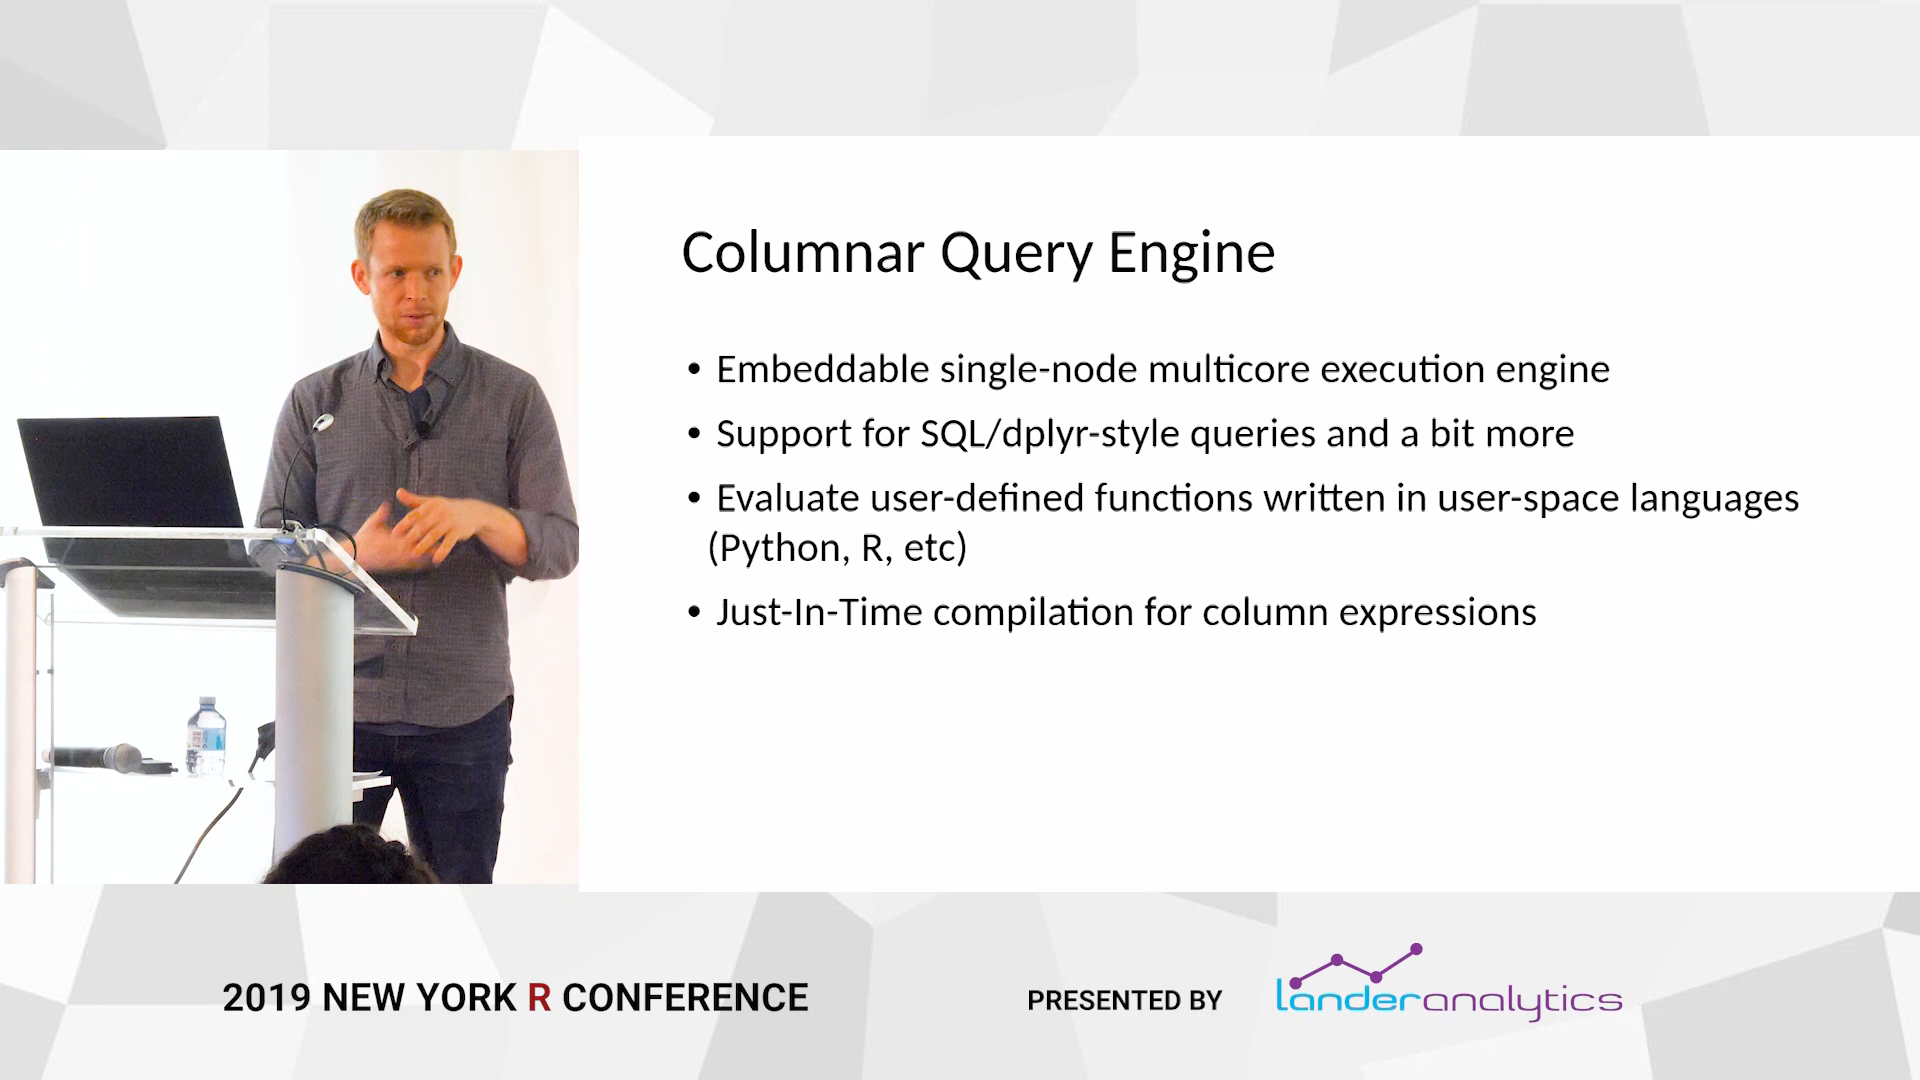 Columnar Query Engine
• Embeddable single-node multicore execution engine
• Support for SQL/dplyr-style queries and a bit more
• Evaluate user-defined functions written in user-space languages
(Python, R, etc)
• Just-In-Time compilation for column expressions
2019 NEW YORK R CONFERENCE
PRESENTED BY
landeranalytics